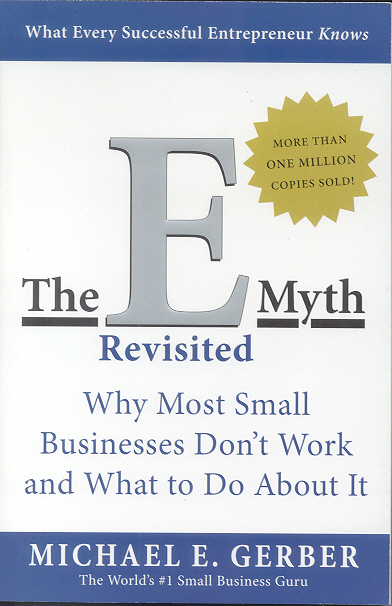 What Every Successful Entrepreneur Knows
MORE THAN
ONE MILLION
COPIES SOLD!
The E Myth
Revisited
Why Most Small
Businesses Don't Work
and What to Do About It
MICHAEL E. GERBER
The World's #1 Small Business Guru